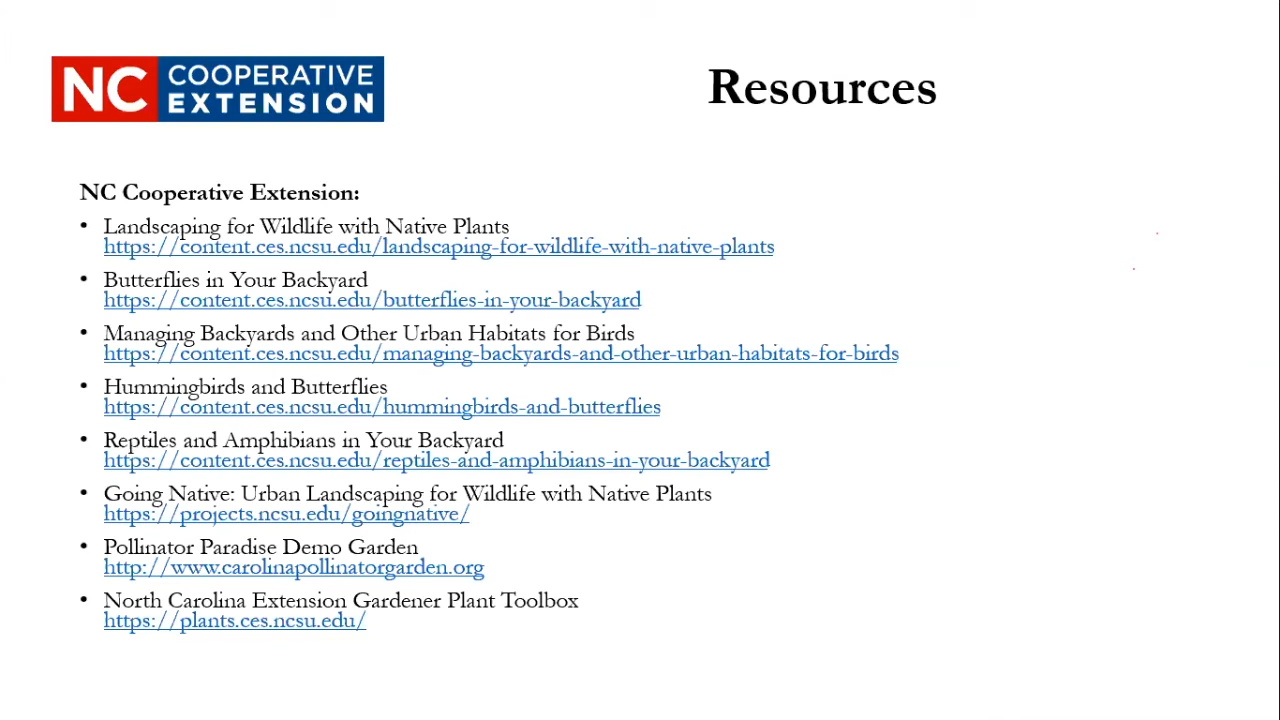 NC COOPERATIVE
EXTENSION
Resources
NC Cooperative Extension:
• Landscaping for Wildlife with Native Plants
https://content.ces.ncsu.edu/landscaping-for-wildlife-with-native-plants
• Butterflies in Your Backyard
https://content.ces.ncsu.edu/butterflies-in-your-backyard
• Managing Backyards and Other Urban Habitats for Birds
https://content.ces.ncsu.edu/managing-backyards-and-other-urban-habitats-for-birds
• Hummingbirds and Butterflies
https://content.ces.ncsu.edu/hummingbirds-and-butterflies
• Reptiles and Amphibians in Your Backyard
https://content.ces.ncsu.edu/reptiles-and-amphibians-in-your-backyard
• Going Native: Urban Landscaping for Wildlife with Native Plants
https://projects.ncsu.edu/goingnative/
• Pollinator Paradise Demo Garden
http://www.carolinapollinatorgarden.org
• North Carolina Extension Gardener Plant Toolbox
https://plants.ces.ncsu.edu/